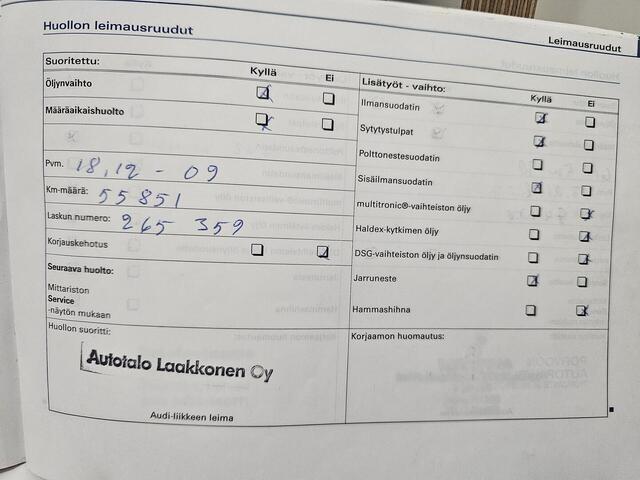 Huollon leimausruudut
Leimausruudut
Suoritettu:
Kyllä Ei
Öljynvaihto
Määräaikaishuolto
Pvm. 18,12 - 09
Km-määrä: 55851
Laskun numero: 265 359
Korjauskehotus
Seuraava huolto:
Mittariston
Service
-näytön mukaan
Huollon suoritti:
Autotalo Laakkonen Oy
Audi-liikkeen leima
Lisätyöt - vaihto:
Kyllä Ei
Ilmansuodatin
Sytytystulpat
Polttonestesuodatin
Sisäilmansuodatin
multitronic®-vaihteiston öljy
Haldex-kytkimen öljy
DSG-vaihteiston öljy ja öljynsuodatin
Jarruneste
Hammashihna
Korjaamon huomautus: